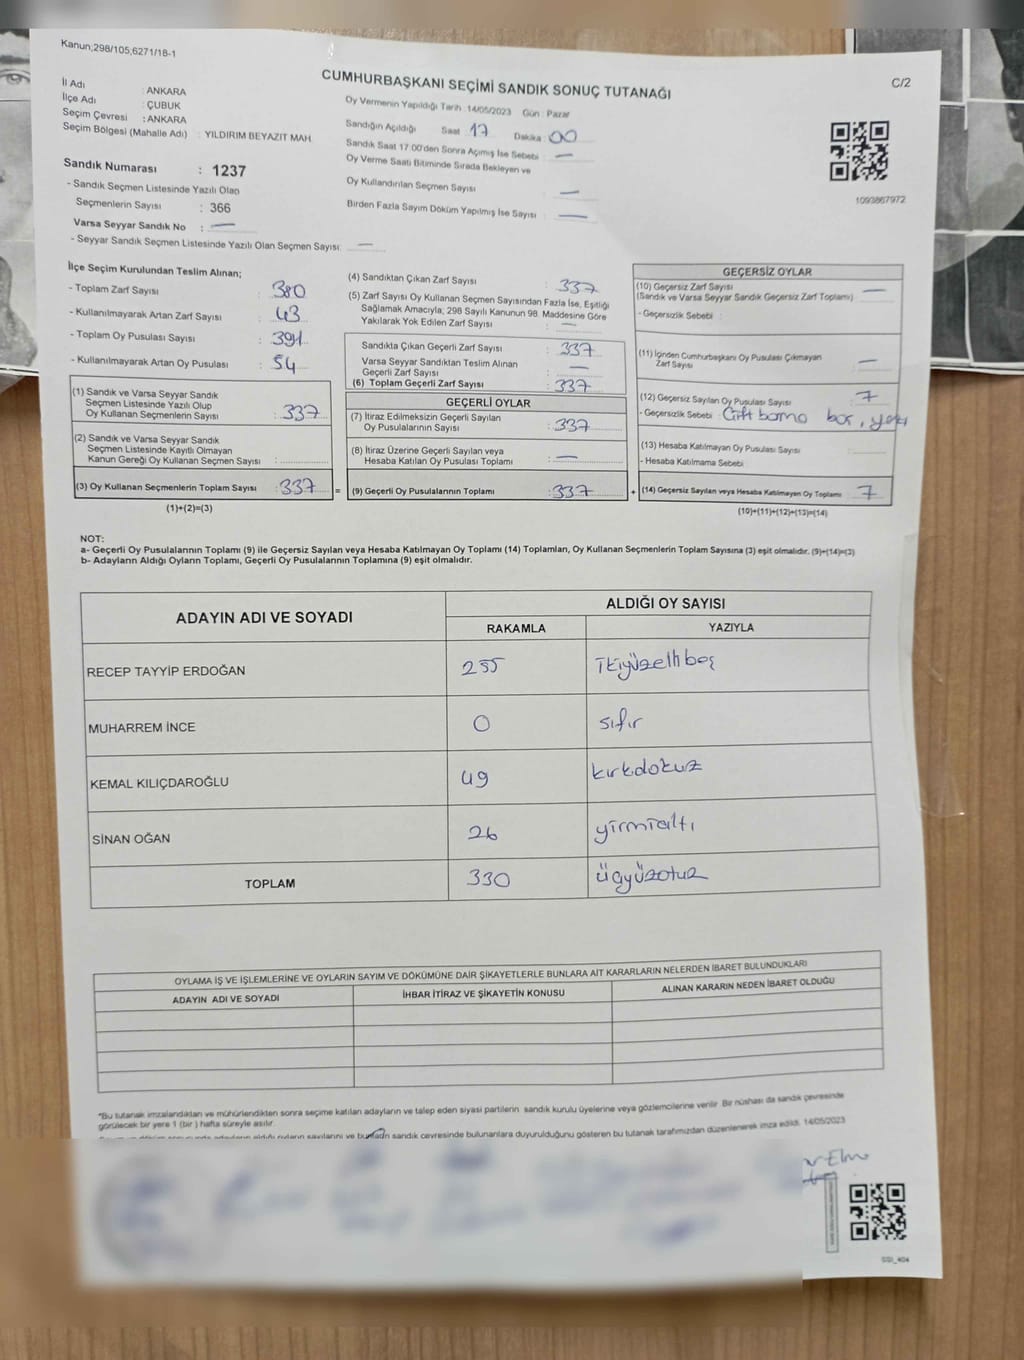 Kanun;298/105;6271/18-1
CUMHURBAŞKANI SEÇİMİ SANDIK SONUÇ TUTANAĞI
C/2
İl Adı : ANKARA
İlçe Adı : ÇUBUK
Seçim Çevresi : ANKARA
Seçim Bölgesi (Mahalle Adı) : YILDIRIM BEYAZIT MAH.
Sandık Numarası : 1237
- Sandık Seçmen Listesinde Yazılı Olan
Seçmenlerin Sayısı : 366
Varsa Seyyar Sandık No : —
- Seyyar Sandık Seçmen Listesinde Yazılı Olan Seçmen Sayısı: —
Oy Vermenin Yapıldığı Tarih 14/05/2023 Gün : Pazar
Sandığın Açıldığı Saat 17 Dakika : 00
Sandık Saat 17:00'den Sonra Açımış İse Sebebi : —
Oy Verme Saati Bitiminde Sırada Bekleyen ve
Oy Kullandırılan Seçmen Sayısı : —
Birden Fazla Sayım Döküm Yapılmış İse Sayısı : —
1093867972
İlçe Seçim Kurulundan Teslim Alınan;
- Toplam Zarf Sayısı : 380
- Kullanılmayarak Artan Zarf Sayısı : 43
- Toplam Oy Pusulası Sayısı : 391
- Kullanılmayarak Artan Oy Pusulası : 54
(1) Sandık ve Varsa Seyyar Sandık
Seçmen Listesinde Yazılı Olup
Oy Kullanan Seçmenlerin Sayısı : 337
(2) Sandık ve Varsa Seyyar Sandık
Seçmen Listesinde Kayıtlı Olmayan
Kanun Gereği Oy Kullanan Seçmen Sayısı :
(3) Oy Kullanan Seçmenlerin Toplam Sayısı : 337 =
(1)+(2)=(3)
(4) Sandıktan Çıkan Zarf Sayısı : 337
(5) Zarf Sayısı Oy Kullanan Seçmen Sayısından Fazla İse, Eşitliği
Sağlamak Amacıyla, 298 Sayılı Kanunun 98. Maddesine Göre
Yakılarak Yok Edilen Zarf Sayısı : —
Sandıkta Çıkan Geçerli Zarf Sayısı : 337
Varsa Seyyar Sandıktan Teslim Alınan
Geçerli Zarf Sayısı : —
(6) Toplam Geçerli Zarf Sayısı : 337
GEÇERLİ OYLAR
(7) İtiraz Edilmeksizin Geçerli Sayılan
Oy Pusulalarının Sayısı : 337
(8) İtiraz Üzerine Geçerli Sayılan veya
Hesaba Katılan Oy Pusulası Toplamı : —
(9) Geçerli Oy Pusulalarının Toplamı : 337 +
GEÇERSİZ OYLAR
(10) Geçersiz Zarf Sayısı
(Sandık ve Varsa Seyyar Sandık Geçersiz Zarf Toplamı) : —
- Geçersizlik Sebebi :
(11) İçinden Cumhurbaşkanı Oy Pusulası Çıkmayan
Zarf Sayısı : —
(12) Geçersiz Sayılan Oy Pusulası Sayısı : 7
- Geçersizlik Sebebi :
(13) Hesaba Katılmayan Oy Pusulası Sayısı :
- Hesaba Katılmama Sebebi
(14) Geçersiz Sayılan veya Hesaba Katılmayan Oy Toplamı : 7
(10)+(11)+(12)+(13)=(14)
NOT:
a- Geçerli Oy Pusulalarının Toplamı (9) ile Geçersiz Sayılan veya Hesaba Katılmayan Oy Toplamı (14) Toplamları, Oy Kullanan Seçmenlerin Toplam Sayısına (3) eşit olmalıdır. (9)+(14)=(3)
b- Adayların Aldığı Oyların Toplamı, Geçerli Oy Pusulalarının Toplamına (9) eşit olmalıdır.
ADAYIN ADI VE SOYADI ALDIĞI OY SAYISI
RAKAMLA YAZIYLA
RECEP TAYYİP ERDOĞAN 255 ikiyüzellibeş
MUHARREM İNCE 0 sıfır
KEMAL KILIÇDAROĞLU 49 kırkdokuz
SİNAN OĞAN 26 yirmialtı
TOPLAM 330 üçyüzotuz
OYLAMA İŞ VE İŞLEMLERİNE VE OYLARIN SAYIM VE DÖKÜMÜNE DAİR ŞİKAYETLERLE BUNLARA AİT KARARLARIN NELERDEN İBARET BULUNDUKLARI
ADAYIN ADI VE SOYADI İHBAR İTİRAZ VE ŞİKAYETİN KONUSU ALINAN KARARIN NEDEN İBARET OLDUĞU
*Bu tutanak imzalandıktan ve mühürlendikten sonra seçime katılan adayların ve talep eden siyasi partilerin sandık kurulu üyelerine veya gözlemcilerine verilir. Bir nüshası da sandık çevresinde
görülecek bir yere 1 (bir) hafta süreyle asılır.
adayların aldığı oyların sayılarını ve bunların sandık çevresinde bulunanlara duyurulduğunu gösteren bu tutanak tarafımızdan düzenlenerek imza edildi. 14/05/2023